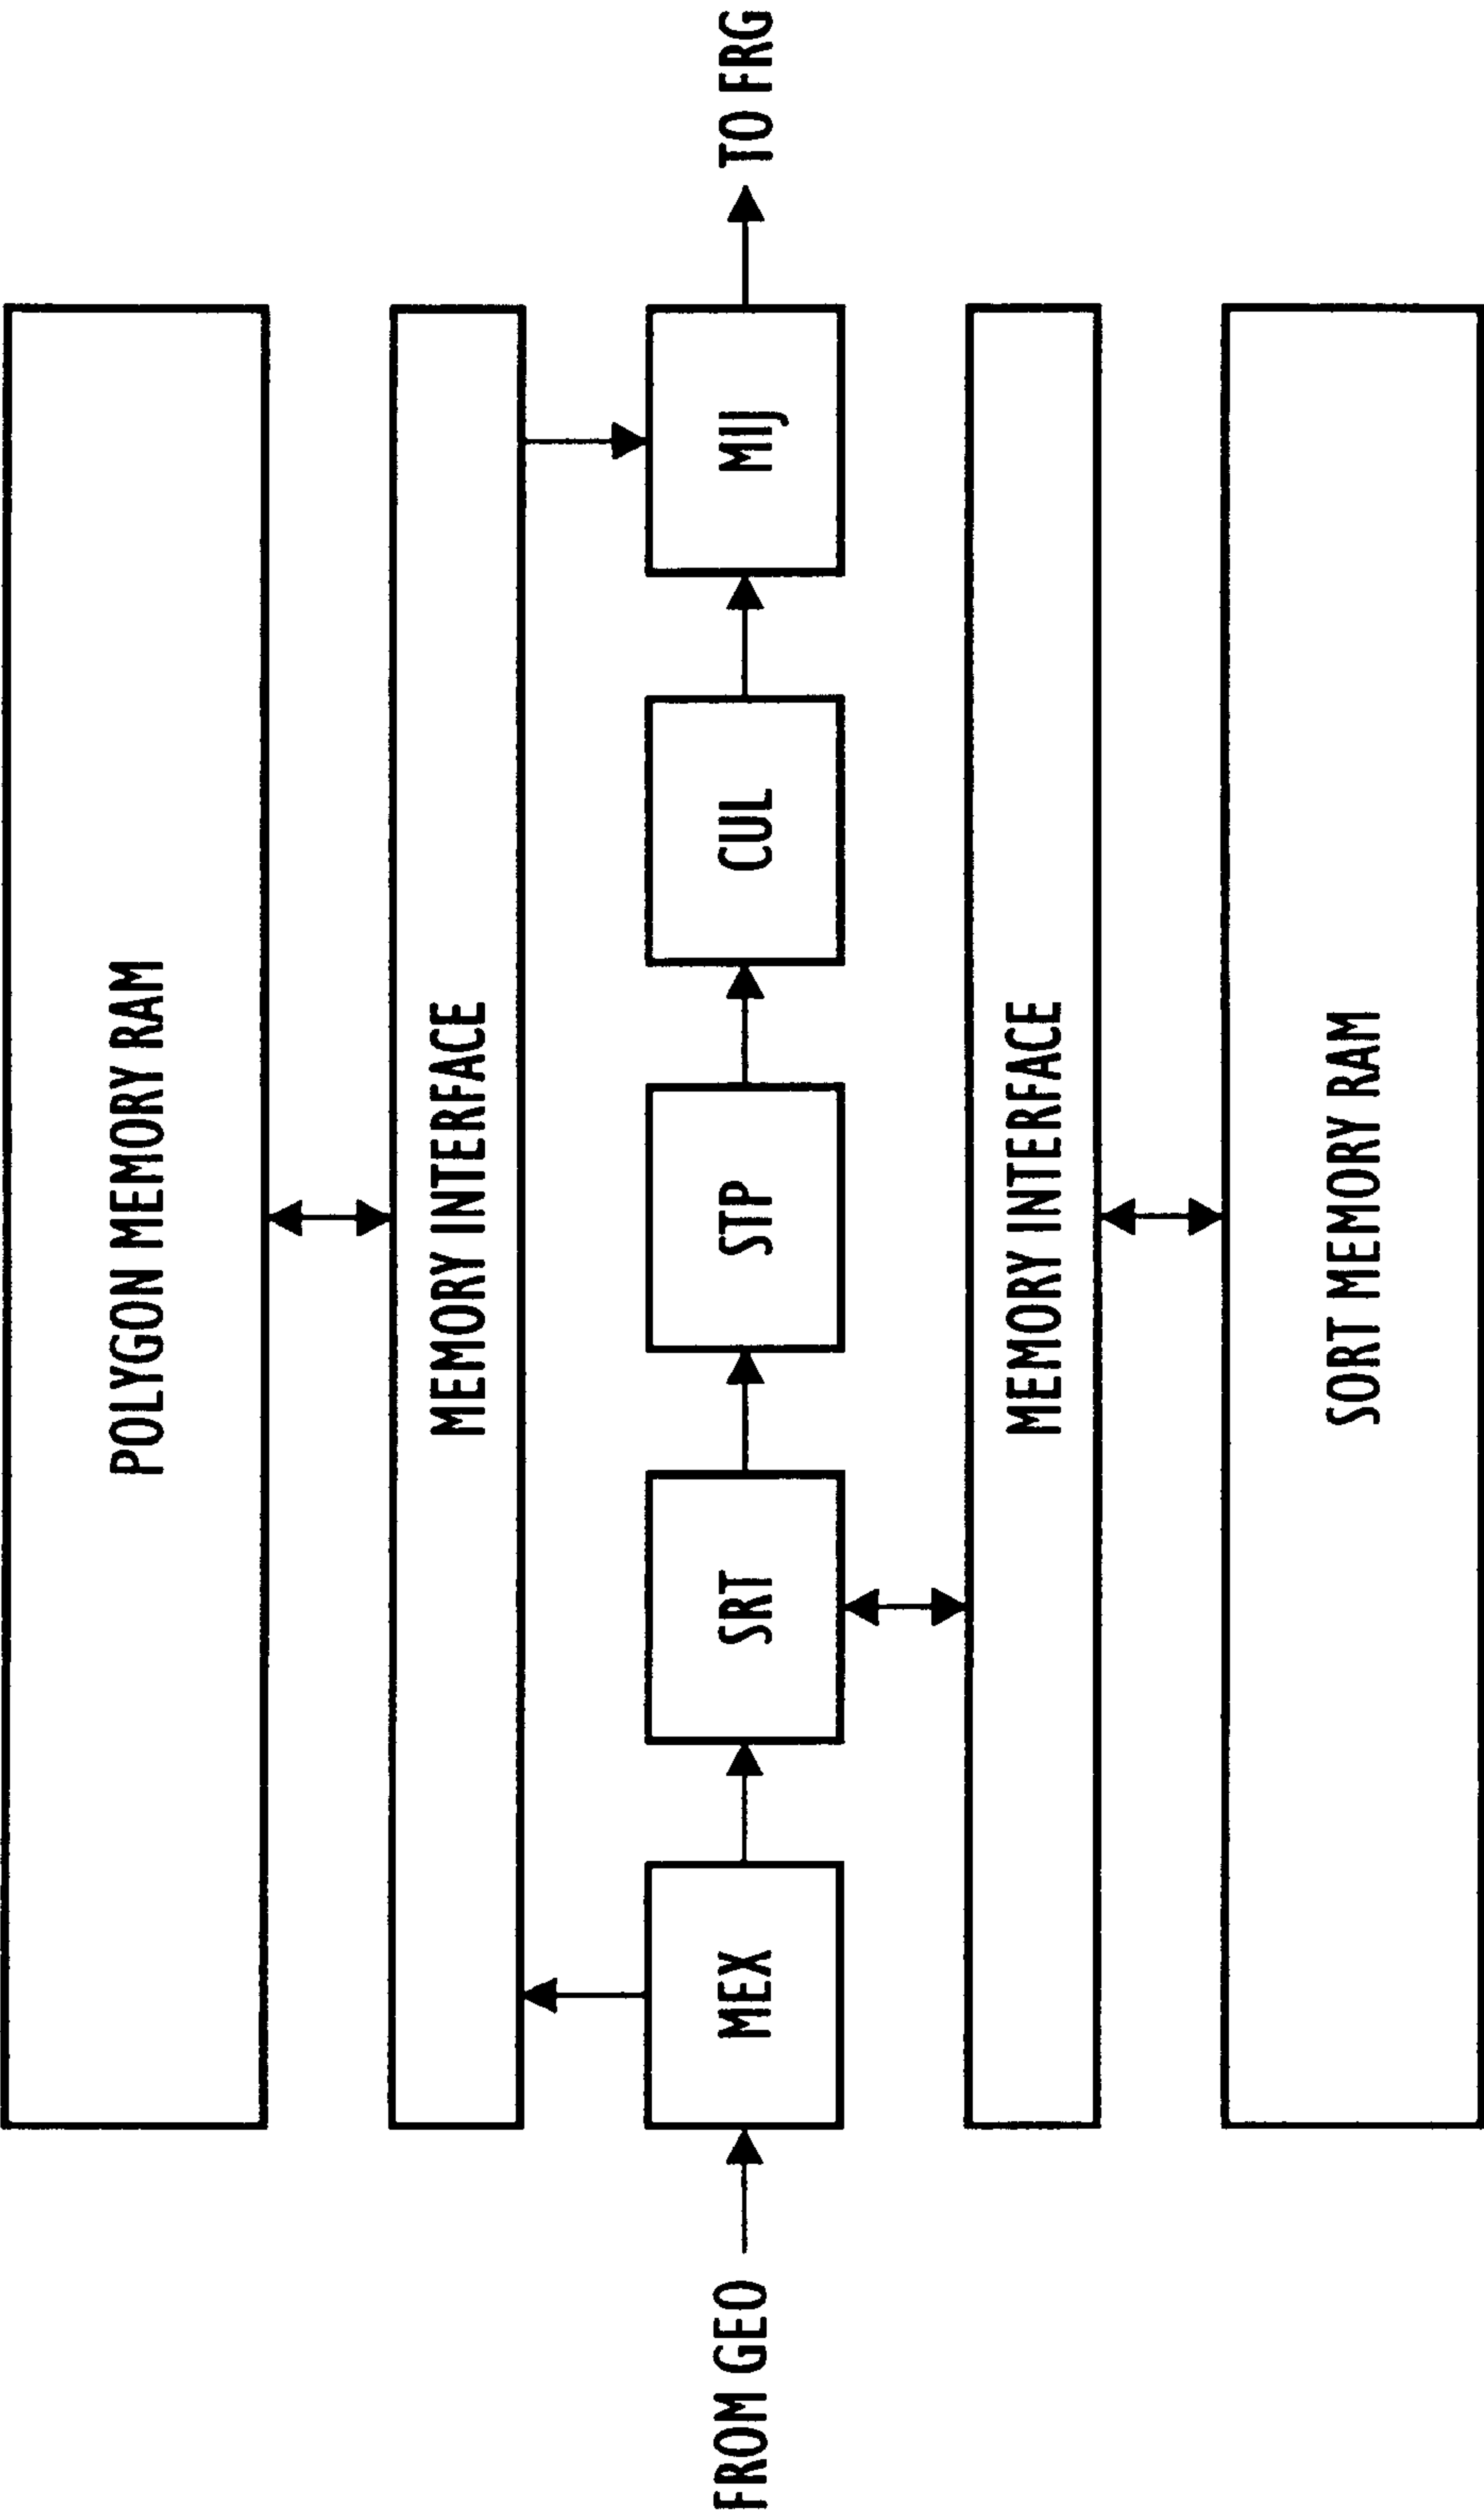 POLYGON MEMORY RAM
MEMORY INTERFACE
FROM GEO
MEX
SRT
STP
CUL
MIJ
TO FRG
MEMORY INTERFACE
SORT MEMORY RAM